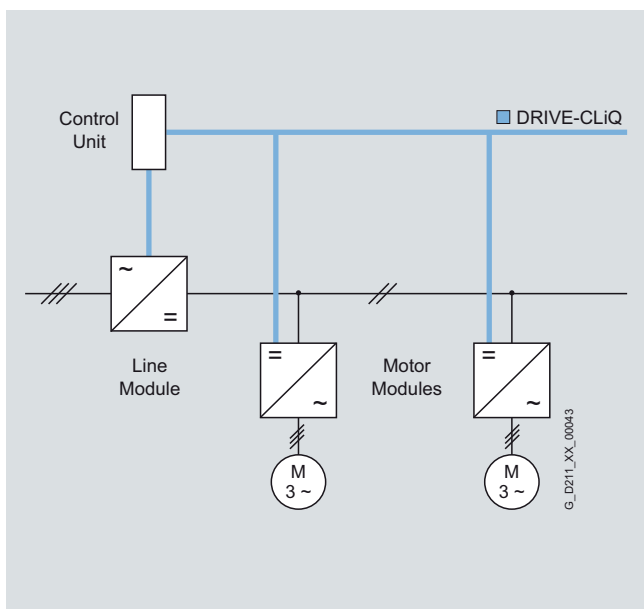 Control
Unit
DRIVE-CLiQ
~
=
Line
Module
=
~
Motor
Modules
=
~
M
3 ~
M
3 ~
G_D211_XX_00043